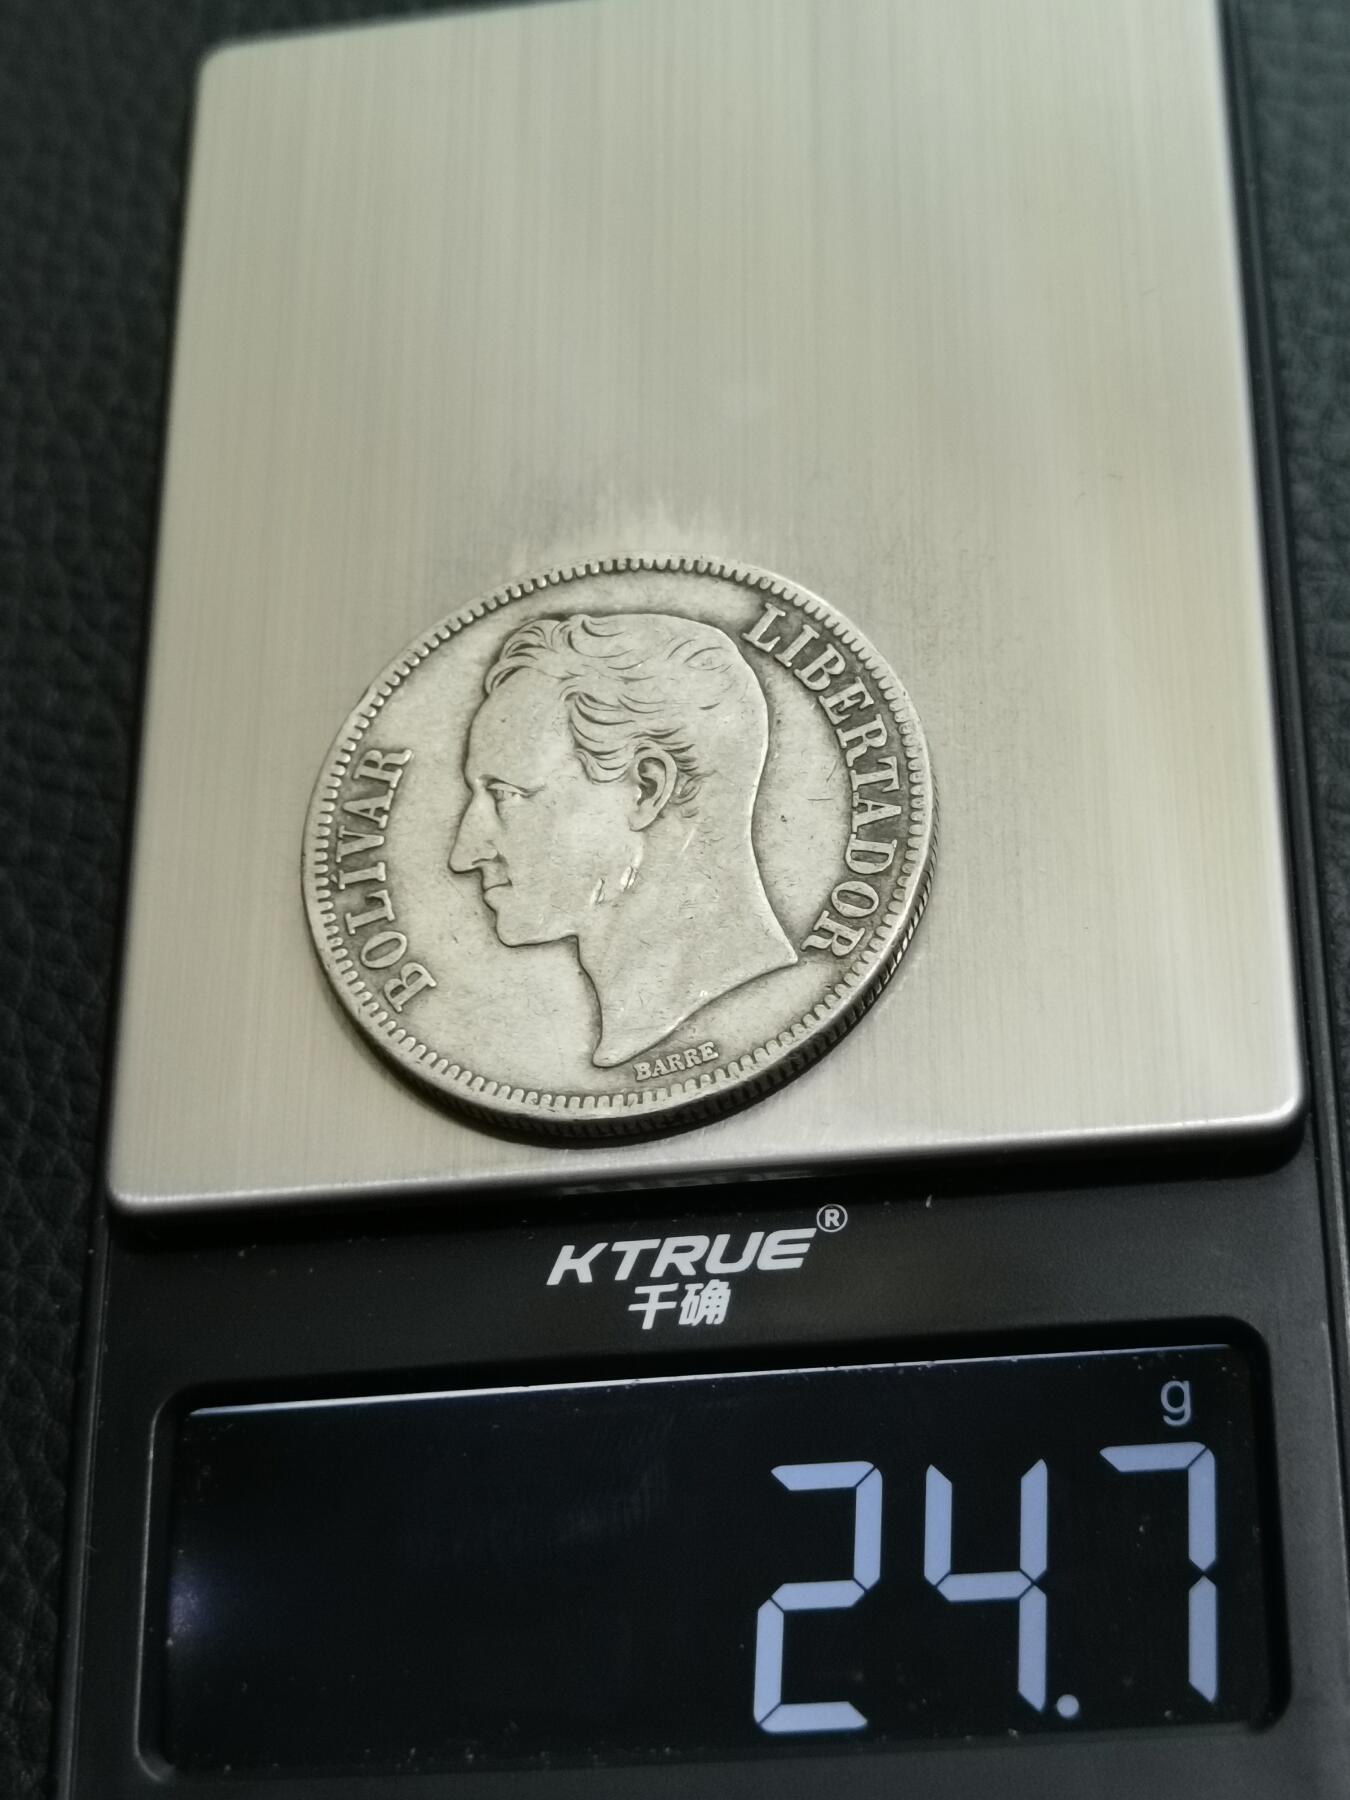 BOLÍVAR
LIBERTADOR
BARRE
KTRUE®
千确
g
24.7